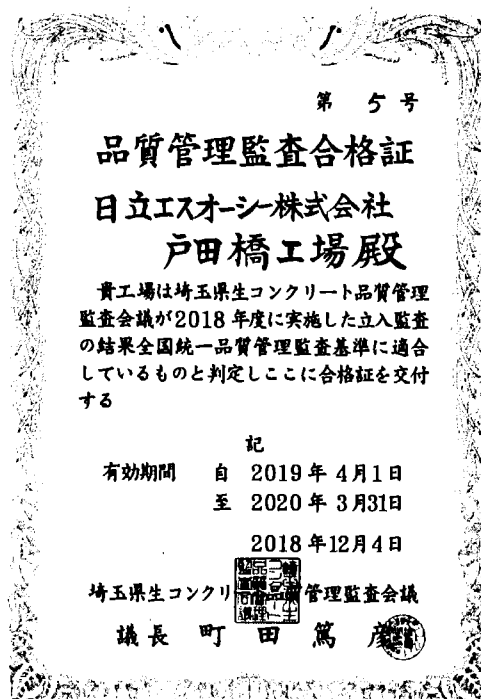 第 5 号
品質管理監査合格証
日立エスオーシー株式会社
戸田橋工場殿
貴工場は埼玉県生コンクリート品質管理
監査会議が2018年度に実施した立入監査
の結果全国統一品質管理監査基準に適合
しているものと判定しここに合格証を交付
する
記
有効期間 自 2019年 4月1日
至 2020年 3月31日
2018年12月4日
埼玉県生コンクリート品質管理監査会議
議長 町田篤彦